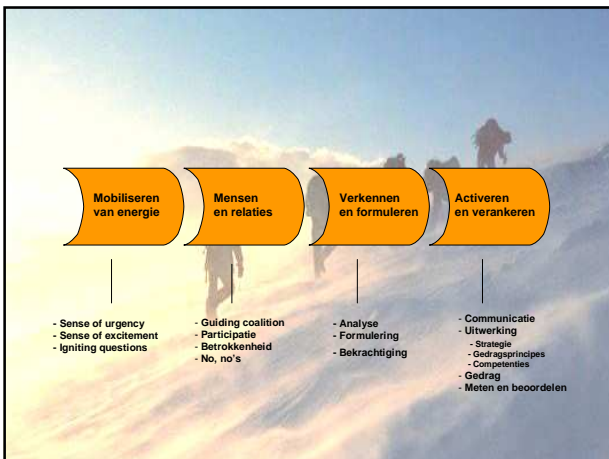 Mobiliseren
van energie
Mensen
en relaties
Verkennen
en formuleren
Activeren
en verankeren
- Sense of urgency
- Sense of excitement
- Igniting questions
- Guiding coalition
- Participatie
- Betrokkenheid
- No, no's
- Analyse
- Formulering
- Bekrachtiging
- Communicatie
- Uitwerking
- Strategie
- Gedragsprincipes
- Competenties
- Gedrag
- Meten en beoordelen